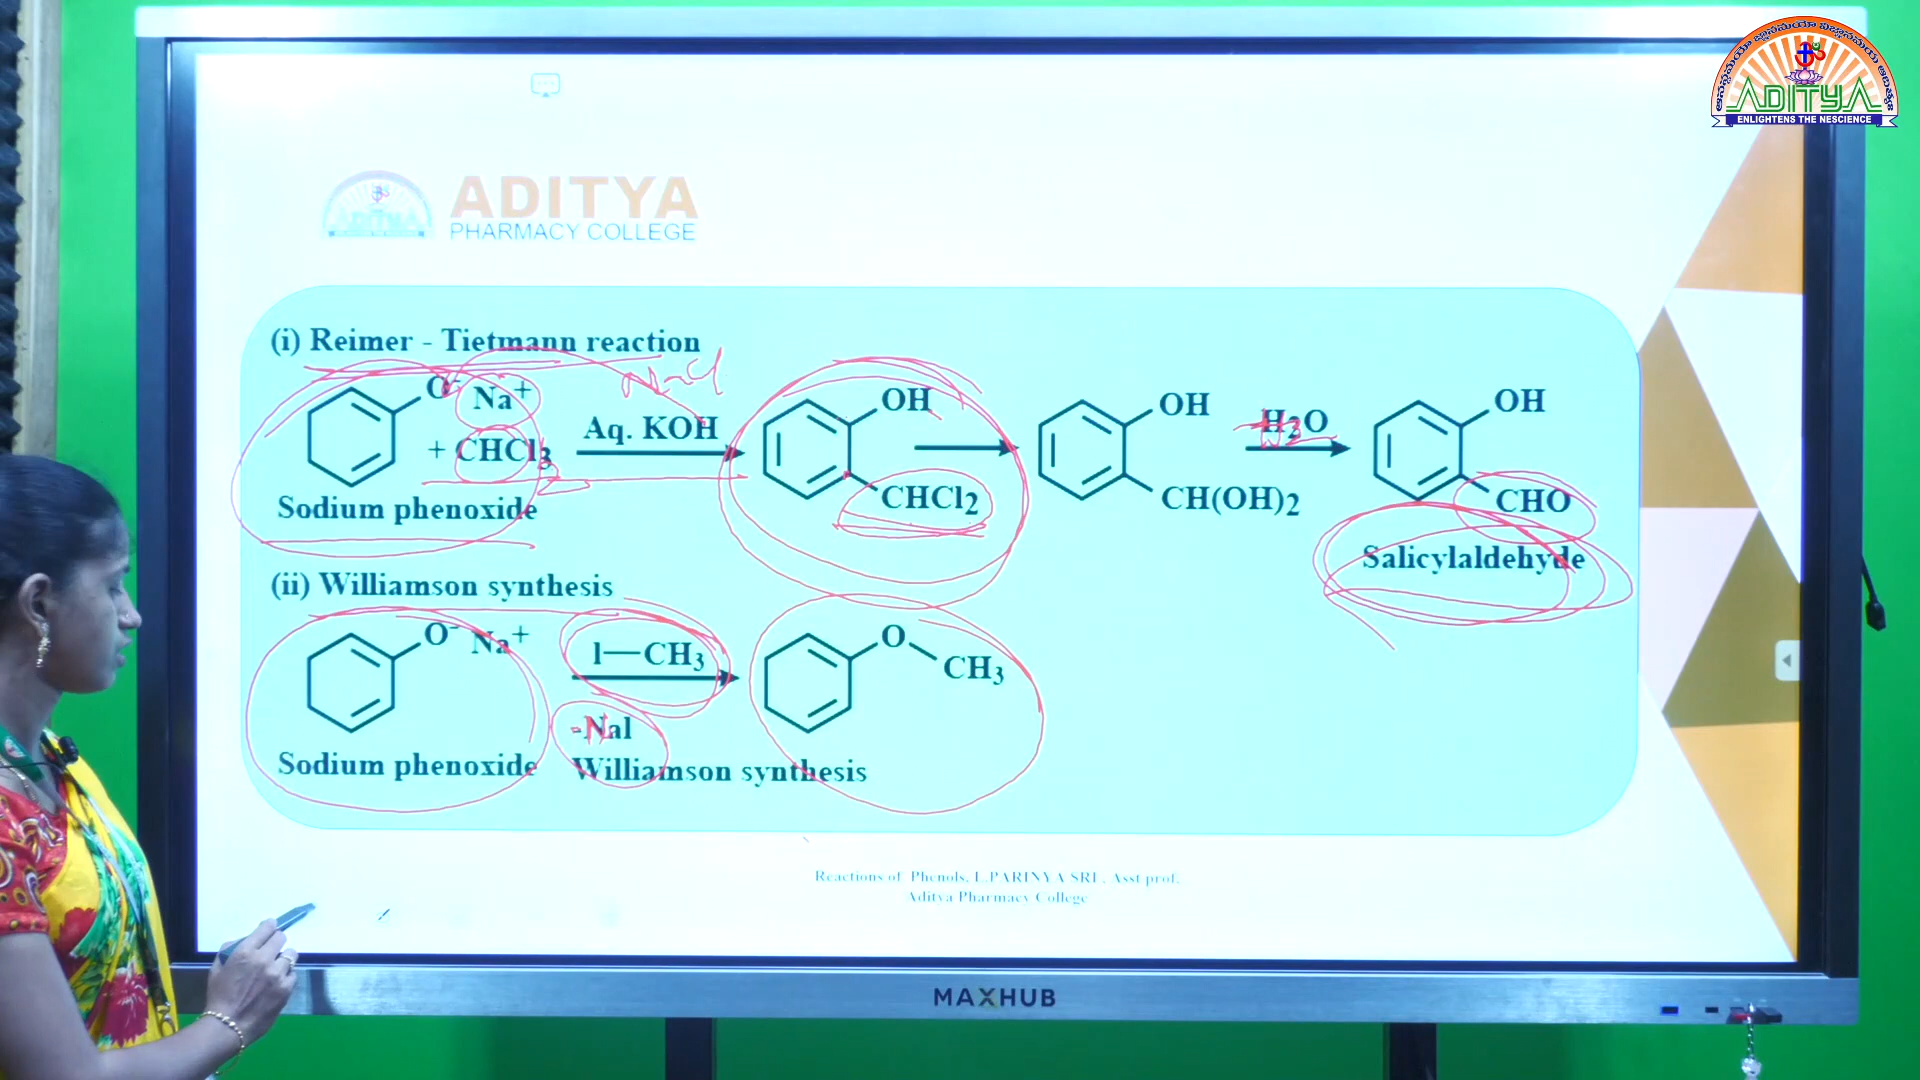 ADITYA
ENLIGHTENS THE NESCIENCE
ADITYA
PHARMACY COLLEGE
(i) Reimer - Tietmann reaction
O⁻ Na⁺
+ CHCl₃
Sodium phenoxide
NaCl
Aq. KOH
OH
CHCl2
OH
CH(OH)2
H2O
OH
CHO
Salicylaldehyde
(ii) Williamson synthesis
O⁻ Na⁺
Sodium phenoxide
I—CH₃
-NaI
Williamson synthesis
O
CH₃
Reactions of Phenols, L.PARINYA SRI, Asst prof,
Aditya Pharmacy College
MAXHUB